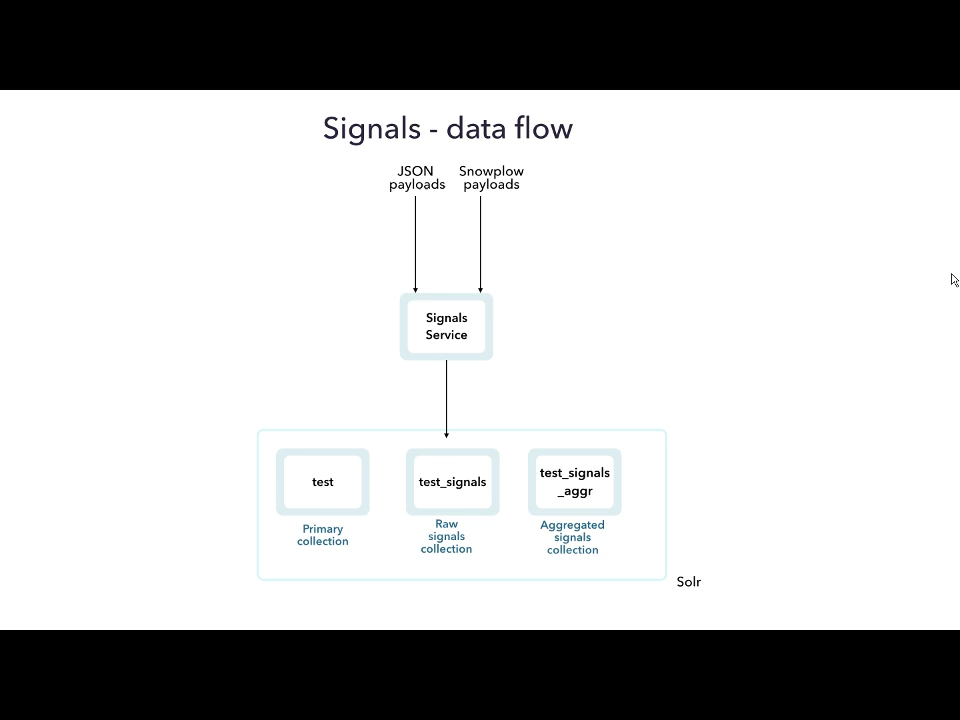 Signals - data flow
JSON
payloads
Snowplow
payloads
Signals
Service
test
test_signals
test_signals
_aggr
Primary
collection
Raw
signals
collection
Aggregated
signals
collection
Solr